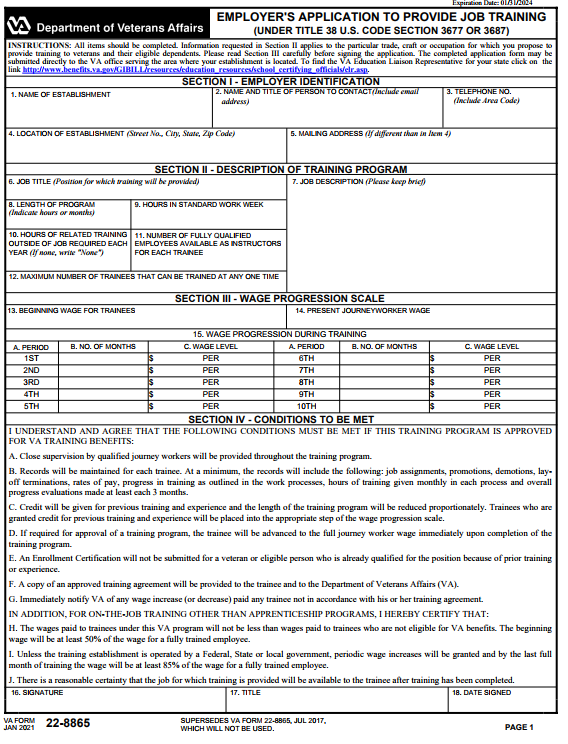 Expiration Date: 01/31/2024
VA Department of Veterans Affairs
EMPLOYER'S APPLICATION TO PROVIDE JOB TRAINING
(UNDER TITLE 38 U.S. CODE SECTION 3677 OR 3687)
INSTRUCTIONS: All items should be completed. Information requested in Section II applies to the particular trade, craft or occupation for which you propose to
provide training to veterans and their eligible dependents. Please read Section III carefully before signing the application. The completed application form may be
submitted directly to the VA office serving the area where your establishment is located. To find the VA Education Liaison Representative for your state click on the
link http://www.benefits.va.gov/GIBILL/resources/education_resources/school_certifying_officials/elr.asp.
SECTION I - EMPLOYER IDENTIFICATION
1. NAME OF ESTABLISHMENT
2. NAME AND TITLE OF PERSON TO CONTACT(Include email
address)
3. TELEPHONE NO.
(Include Area Code)
4. LOCATION OF ESTABLISHMENT (Street No., City, State, Zip Code)
5. MAILING ADDRESS (If different than in Item 4)
SECTION II - DESCRIPTION OF TRAINING PROGRAM
6. JOB TITLE (Position for which training will be provided)
7. JOB DESCRIPTION (Please keep brief)
8. LENGTH OF PROGRAM
(Indicate hours or months)
9. HOURS IN STANDARD WORK WEEK
10. HOURS OF RELATED TRAINING
OUTSIDE OF JOB REQUIRED EACH
YEAR (If none, write "None")
11. NUMBER OF FULLY QUALIFIED
EMPLOYEES AVAILABLE AS INSTRUCTORS
FOR EACH TRAINEE
12. MAXIMUM NUMBER OF TRAINEES THAT CAN BE TRAINED AT ANY ONE TIME
SECTION III - WAGE PROGRESSION SCALE
13. BEGINNING WAGE FOR TRAINEES
14. PRESENT JOURNEYWORKER WAGE
15. WAGE PROGRESSION DURING TRAINING
A. PERIOD B. NO. OF MONTHS C. WAGE LEVEL A. PERIOD B. NO. OF MONTHS C. WAGE LEVEL
1ST $ PER 6TH $ PER
2ND $ PER 7TH $ PER
3RD $ PER 8TH $ PER
4TH $ PER 9TH $ PER
5TH $ PER 10TH $ PER
SECTION IV - CONDITIONS TO BE MET
I UNDERSTAND AND AGREE THAT THE FOLLOWING CONDITIONS MUST BE MET IF THIS TRAINING PROGRAM IS APPROVED
FOR VA TRAINING BENEFITS:
A. Close supervision by qualified journey workers will be provided throughout the training program.
B. Records will be maintained for each trainee. At a minimum, the records will include the following: job assignments, promotions, demotions, lay-
off terminations, rates of pay, progress in training as outlined in the work processes, hours of training given monthly in each process and overall
progress evaluations made at least each 3 months.
C. Credit will be given for previous training and experience and the length of the training program will be reduced proportionately. Trainees who are
granted credit for previous training and experience will be placed into the appropriate step of the wage progression scale.
D. If required for approval of a training program, the trainee will be advanced to the full journey worker wage immediately upon completion of the
training program.
E. An Enrollment Certification will not be submitted for a veteran or eligible person who is already qualified for the position because of prior training
or experience.
F. A copy of an approved training agreement will be provided to the trainee and to the Department of Veterans Affairs (VA).
G. Immediately notify VA of any wage increase (or decrease) paid any trainee not in accordance with his or her training agreement.
IN ADDITION, FOR ON-THE-JOB TRAINING OTHER THAN APPRENTICESHIP PROGRAMS, I HEREBY CERTIFY THAT:
H. The wages paid to trainees under this VA program will not be less than wages paid to trainees who are not eligible for VA benefits. The beginning
wage will be at least 50% of the wage for a fully trained employee.
I. Unless the training establishment is operated by a Federal, State or local government, periodic wage increases will be granted and by the last full
month of training the wage will be at least 85% of the wage for a fully trained employee.
J. There is a reasonable certainty that the job for which training is provided will be available to the trainee after training has been completed.
16. SIGNATURE
17. TITLE
18. DATE SIGNED
VA FORM
JAN 2021 22-8865
SUPERSEDES VA FORM 22-8865, JUL 2017,
WHICH WILL NOT BE USED.
PAGE 1